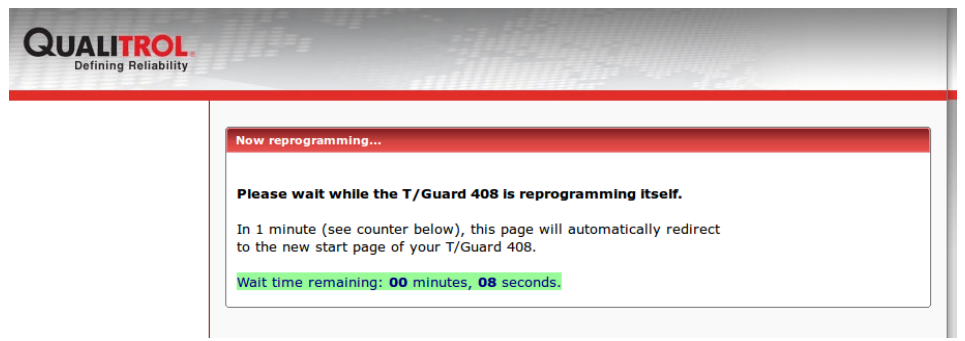 QUALITROL®
Defining Reliability
Now reprogramming...
Please wait while the T/Guard 408 is reprogramming itself.
In 1 minute (see counter below), this page will automatically redirect
to the new start page of your T/Guard 408.
Wait time remaining: 00 minutes, 08 seconds.